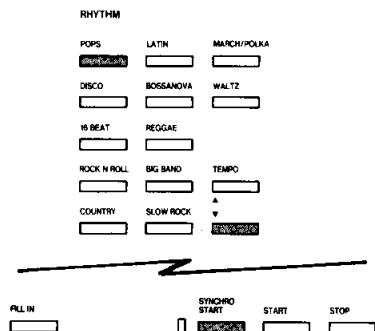 RHYTHM
POPS LATIN MARCH/POLKA
DISCO BOSSANOVA WALTZ
16 BEAT REGGAE
ROCK N ROLL BIG BAND TEMPO
▲
▼
COUNTRY SLOW ROCK
FILL IN SYNCHRO START START STOP